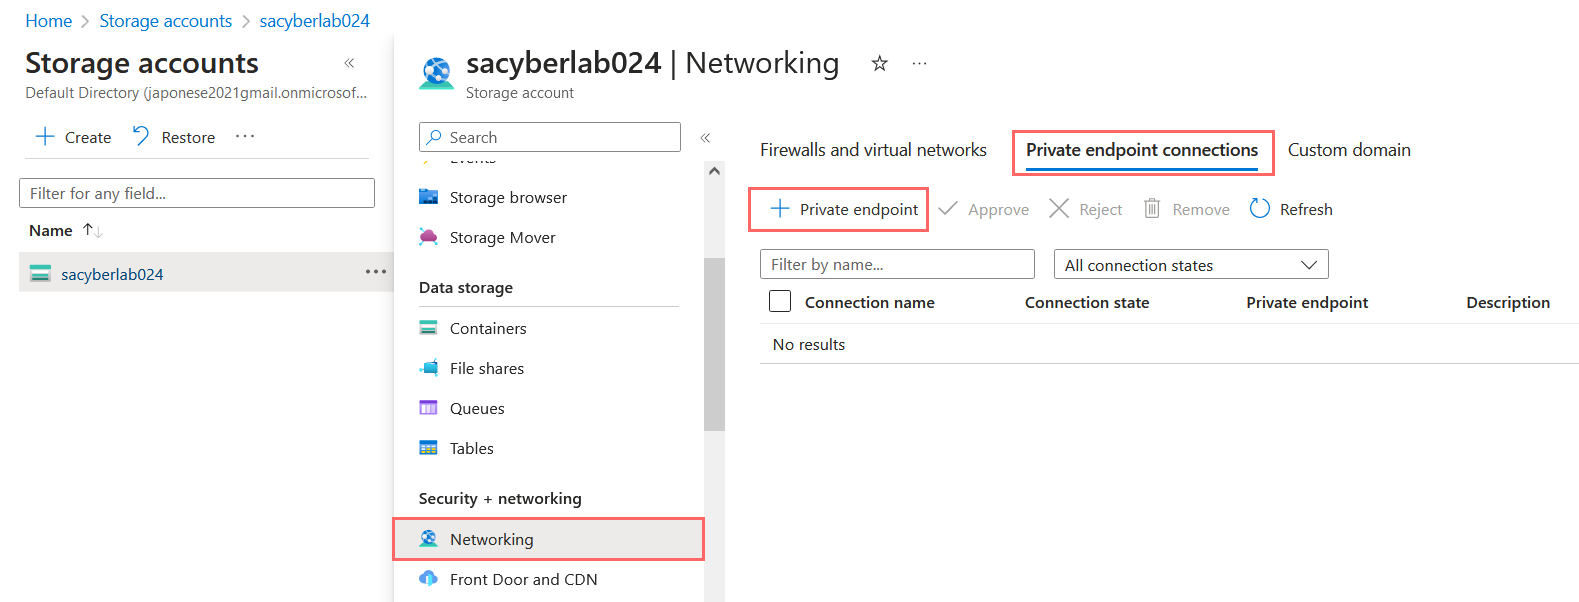 Home > Storage accounts > sacyberlab024
Storage accounts «
Default Directory (japonese2021gmail.onmicrosof...
Create Restore ...
Filter for any field...
Name ↑↓
sacyberlab024 ...
sacyberlab024 | Networking ☆ ...
Storage account
Search «
Events
Storage browser
Storage Mover
Data storage
Containers
File shares
Queues
Tables
Security + networking
Networking
Front Door and CDN
Firewalls and virtual networks Private endpoint connections Custom domain
+ Private endpoint Approve Reject Remove Refresh
Filter by name... All connection states
Connection name Connection state Private endpoint Description
No results